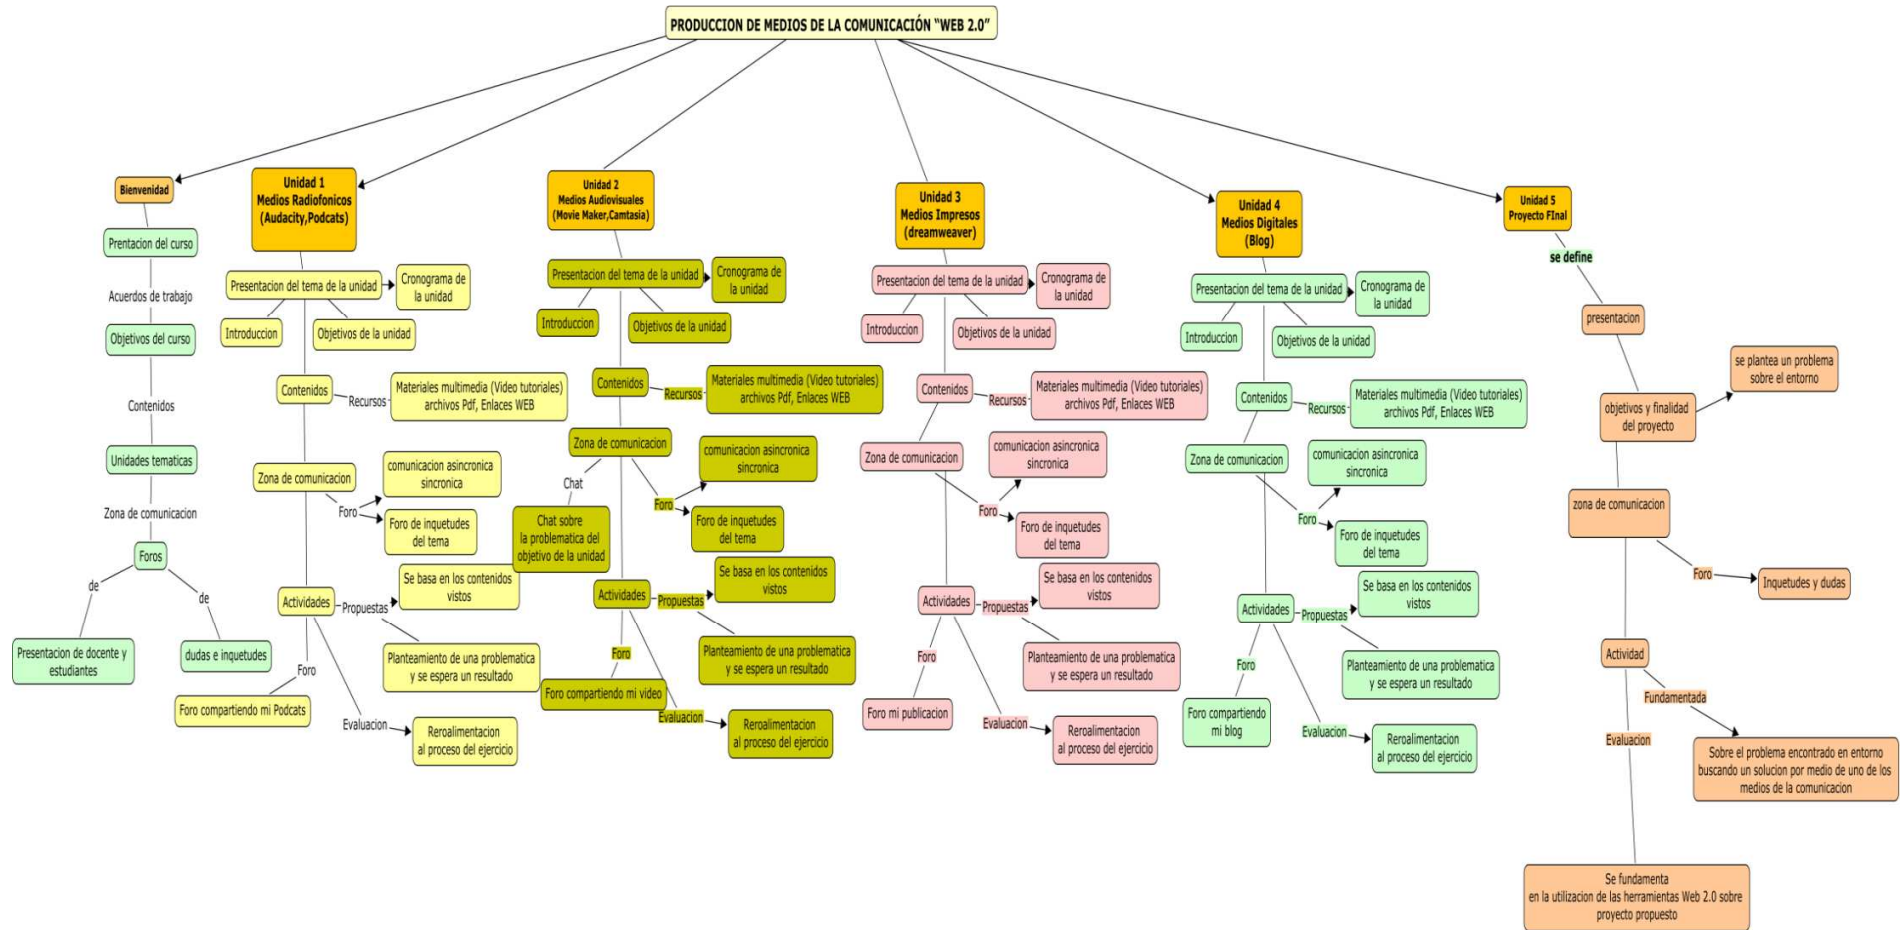 PRODUCCION DE MEDIOS DE LA COMUNICACIÓN “WEB 2.0”
Bienvenidad
Prentacion del curso
Acuerdos de trabajo
Objetivos del curso
Contenidos
Unidades tematicas
Zona de comunicacion
Foros
de
de
Presentacion de docente y
estudiantes
dudas e inquetudes
Unidad 1
Medios Radiofonicos
(Audacity,Podcats)
Presentacion del tema de la unidad
Cronograma de
la unidad
Introduccion
Objetivos de la unidad
Contenidos
Recursos
Materiales multimedia (Video tutoriales)
archivos Pdf, Enlaces WEB
Zona de comunicacion
Foro
comunicacion asincronica
sincronica
Foro de inquetudes
del tema
Actividades
Propuestas
Se basa en los contenidos
vistos
Planteamiento de una problematica
y se espera un resultado
Foro
Foro compartiendo mi Podcats
Evaluacion
Reroalimentacion
al proceso del ejercicio
Unidad 2
Medios Audiovisuales
(Movie Maker,Camtasia)
Presentacion del tema de la unidad
Cronograma de
la unidad
Introduccion
Objetivos de la unidad
Contenidos
Recursos
Materiales multimedia (Video tutoriales)
archivos Pdf, Enlaces WEB
Zona de comunicacion
Chat
Chat sobre
la problematica del
objetivo de la unidad
Foro
comunicacion asincronica
sincronica
Foro de inquetudes
del tema
Actividades
Propuestas
Se basa en los contenidos
vistos
Planteamiento de una problematica
y se espera un resultado
Foro
Foro compartiendo mi video
Evaluacion
Reroalimentacion
al proceso del ejercicio
Unidad 3
Medios Impresos
(dreamweaver)
Presentacion del tema de la unidad
Cronograma de
la unidad
Introduccion
Objetivos de la unidad
Contenidos
Recursos
Materiales multimedia (Video tutoriales)
archivos Pdf, Enlaces WEB
Zona de comunicacion
Foro
comunicacion asincronica
sincronica
Foro de inquetudes
del tema
Actividades
Propuestas
Se basa en los contenidos
vistos
Planteamiento de una problematica
y se espera un resultado
Foro
Foro mi publicacion
Evaluacion
Reroalimentacion
al proceso del ejercicio
Unidad 4
Medios Digitales
(Blog)
Presentacion del tema de la unidad
Cronograma de
la unidad
Introduccion
Objetivos de la unidad
Contenidos
Recursos
Materiales multimedia (Video tutoriales)
archivos Pdf, Enlaces WEB
Zona de comunicacion
Foro
comunicacion asincronica
sincronica
Foro de inquetudes
del tema
Actividades
Propuestas
Se basa en los contenidos
vistos
Planteamiento de una problematica
y se espera un resultado
Foro
Foro compartiendo
mi blog
Evaluacion
Reroalimentacion
al proceso del ejercicio
Unidad 5
Proyecto FInal
se define
presentacion
objetivos y finalidad
del proyecto
se plantea un problema
sobre el entorno
zona de comunicacion
Foro
Inquetudes y dudas
Actividad
Fundamentada
Sobre el problema encontrado en entorno
buscando un solucion por medio de uno de los
medios de la comunicacion
Evaluacion
Se fundamenta
en la utilizacion de las herramientas Web 2.0 sobre
proyecto propuesto